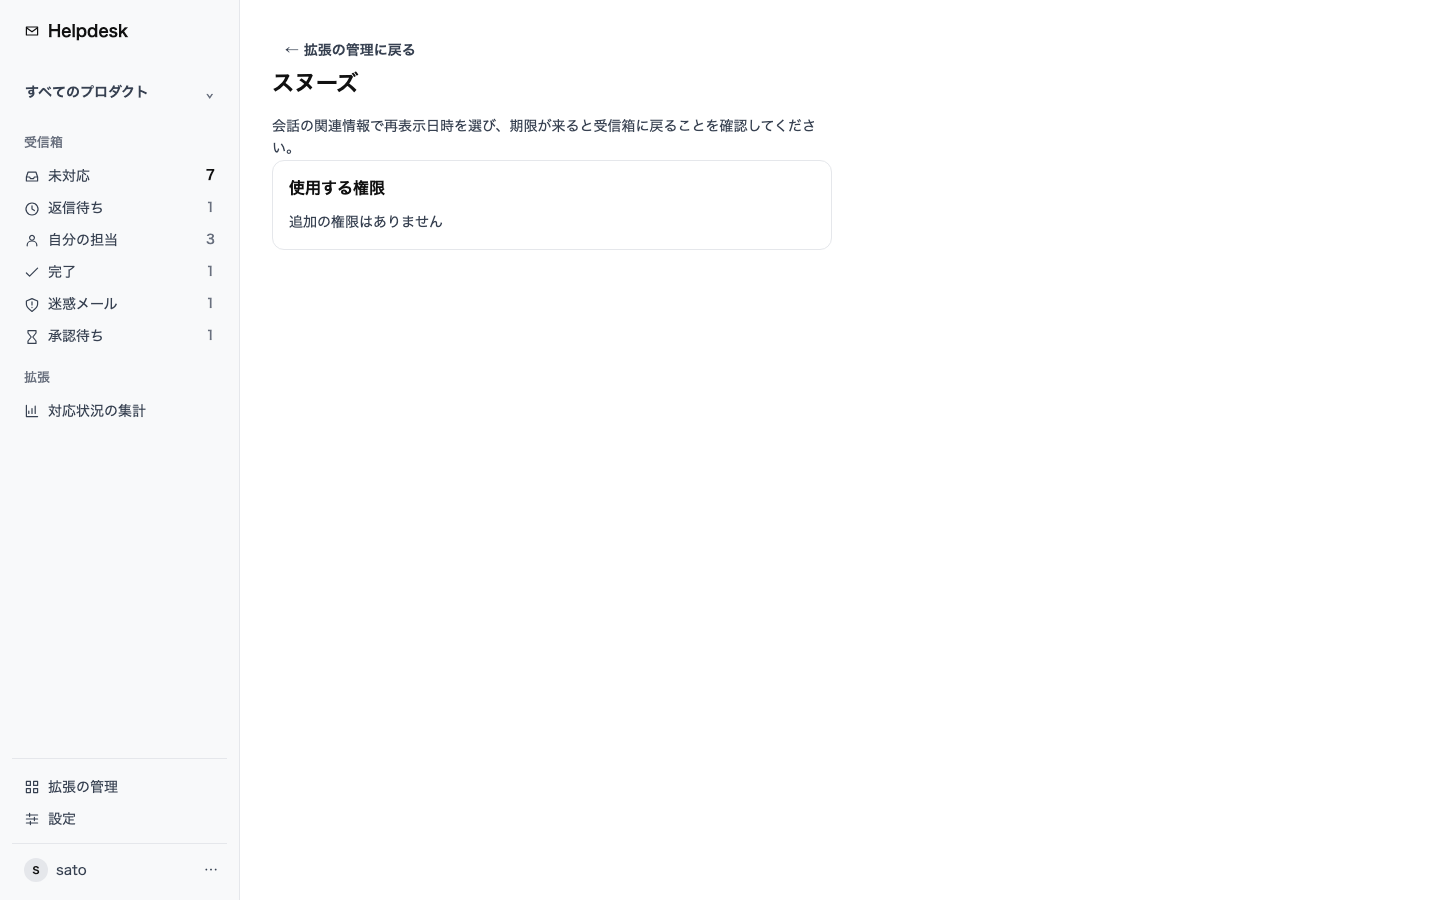 Helpdesk
すべてのプロダクト
受信箱
未対応 7
返信待ち 1
自分の担当 3
完了 1
迷惑メール 1
承認待ち 1
拡張
対応状況の集計
拡張の管理
設定
S sato ...
← 拡張の管理に戻る
スヌーズ
会話の関連情報で再表示日時を選び、期限が来ると受信箱に戻ることを確認してくださ
い。
使用する権限
追加の権限はありません